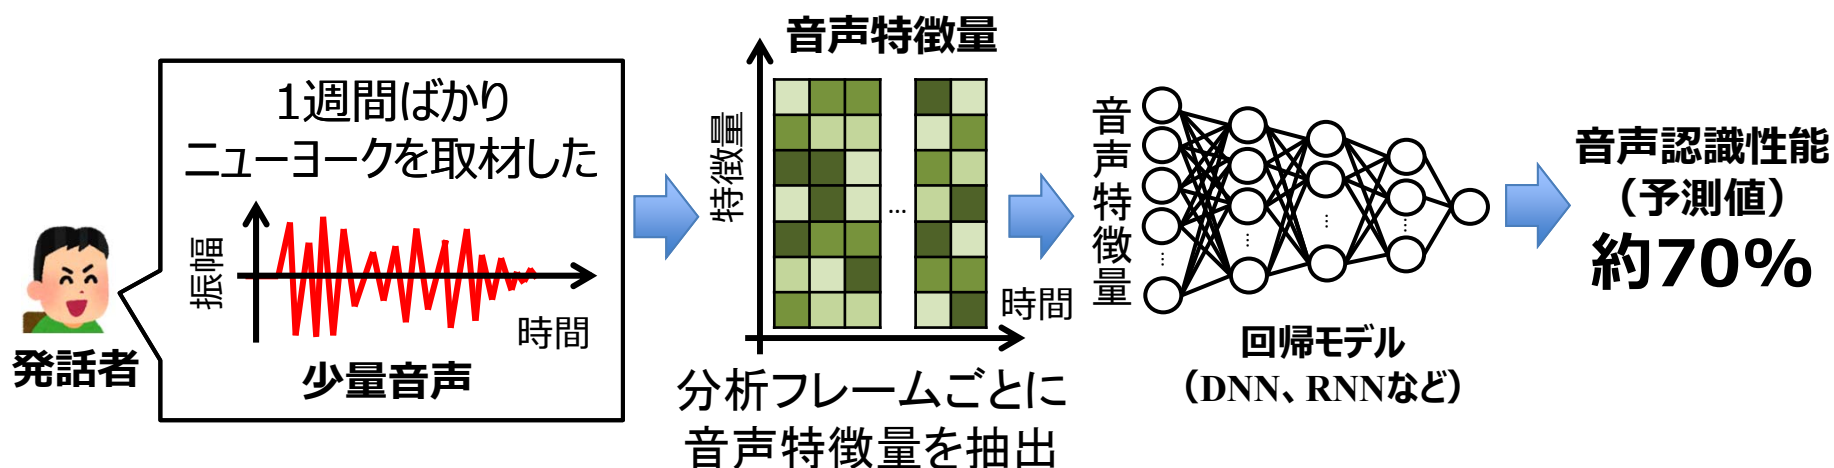 1週間ばかり
ニューヨークを取材した
振幅
時間
少量音声
発話者
音声特徴量
特徴量
...
時間
分析フレームごとに
音声特徴量を抽出
音声特徴量
...
...
...
...
回帰モデル
（DNN、RNNなど）
音声認識性能
（予測値）
約70%